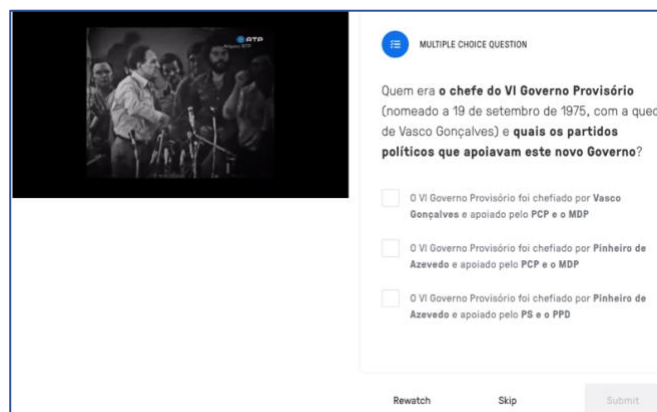 RTP
MULTIPLE CHOICE QUESTION
Quem era o chefe do VI Governo Provisório
(nomeado a 19 de setembro de 1975, com a qued
de Vasco Gonçalves) e quais os partidos
políticos que apoiavam este novo Governo?
O VI Governo Provisório foi chefiado por Vasco
Gonçalves e apoiado pelo PCP e o MDP
O VI Governo Provisório foi chefiado por Pinheiro de
Azevedo e apoiado pelo PCP e o MDP
O VI Governo Provisório foi chefiado por Pinheiro de
Azevedo e apoiado pelo PS e o PPD
Rewatch Skip Submit